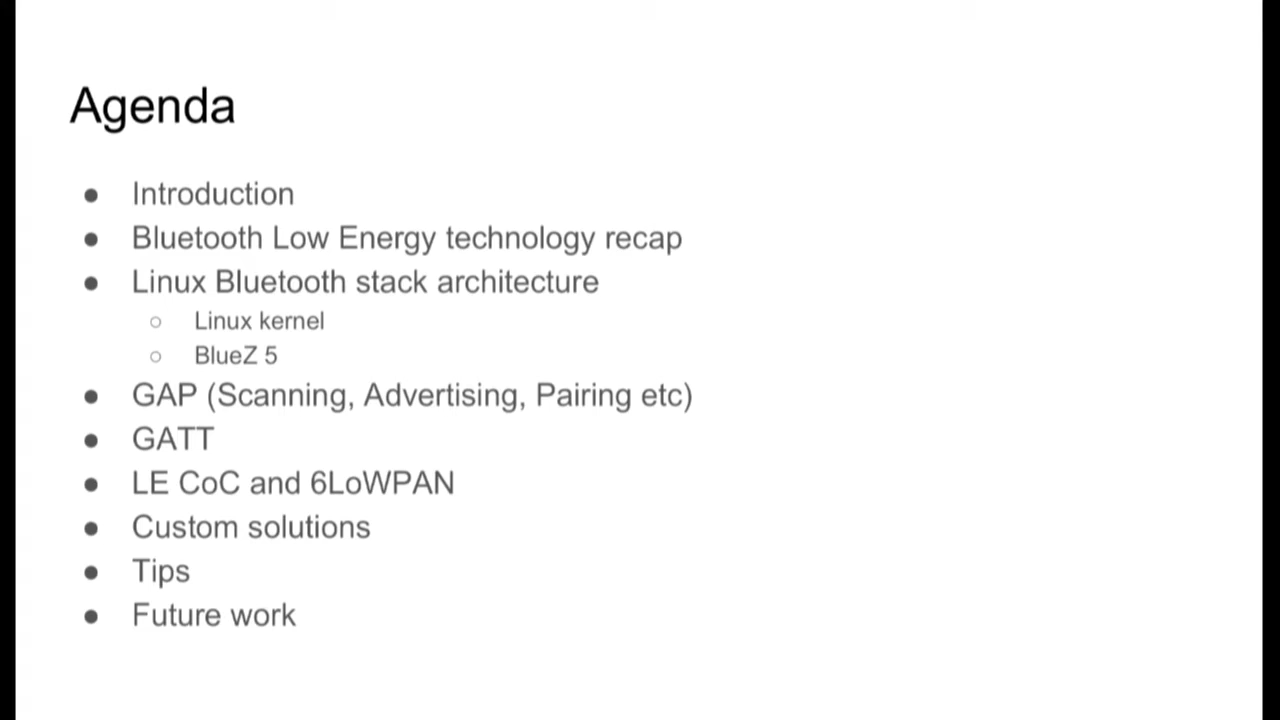 Agenda
● Introduction
● Bluetooth Low Energy technology recap
● Linux Bluetooth stack architecture
○ Linux kernel
○ BlueZ 5
● GAP (Scanning, Advertising, Pairing etc)
● GATT
● LE CoC and 6LoWPAN
● Custom solutions
● Tips
● Future work